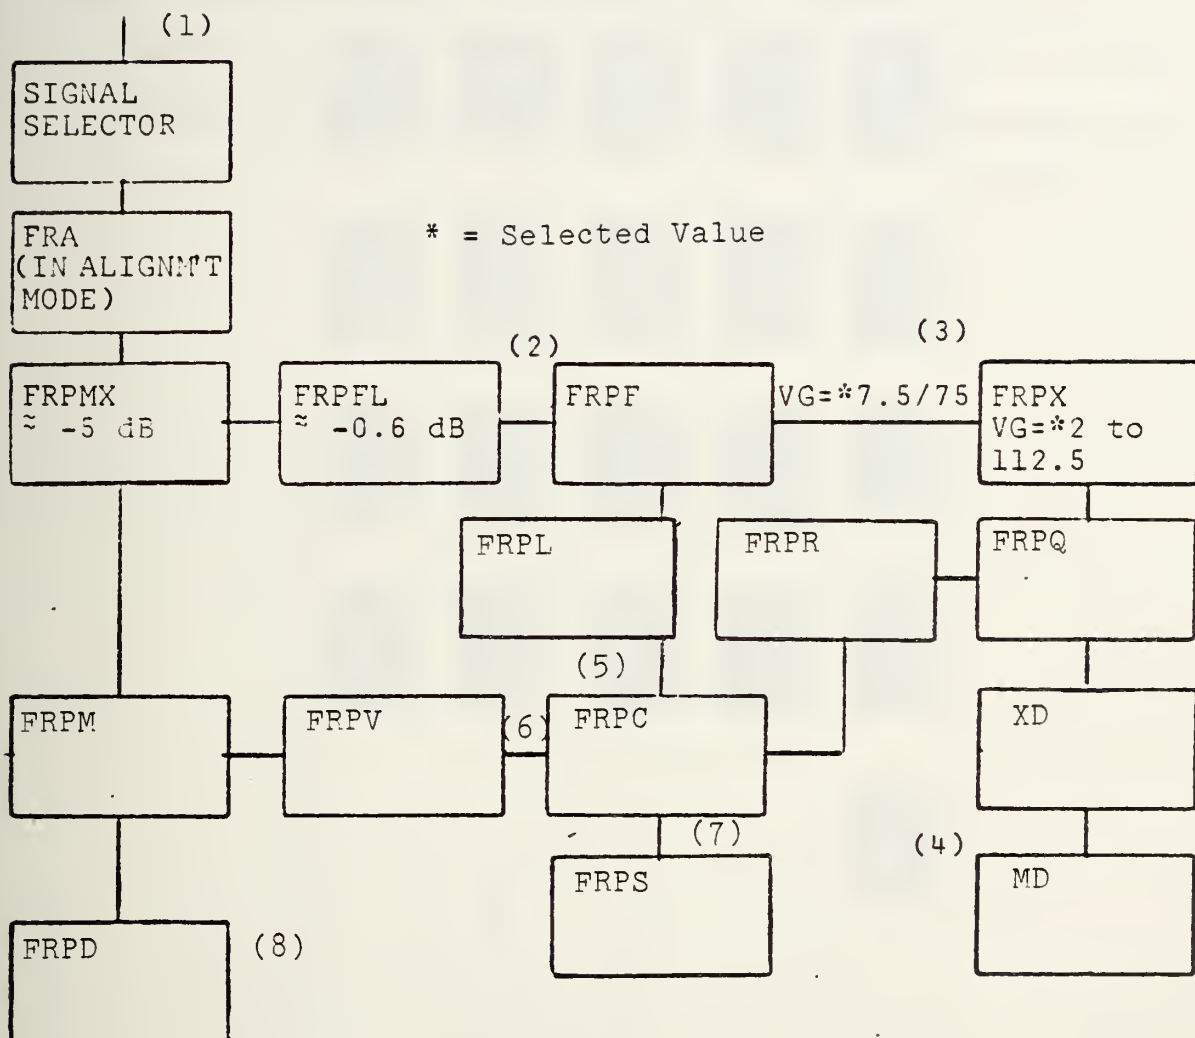 (1)
SIGNAL
SELECTOR
FRA
(IN ALIGNM'T
MODE)
* = Selected Value
(2)
(3)
FRPMX
≈ -5 dB
FRPFL
≈ -0.6 dB
FRPF
VG=*7.5/75
FRPX
VG=*2 to
112.5
FRPL
FRPR
FRPQ
(5)
FRPM
FRPV
(6)
FRPC
XD
(7)
(4)
FRPS
MD
FRPD
(8)